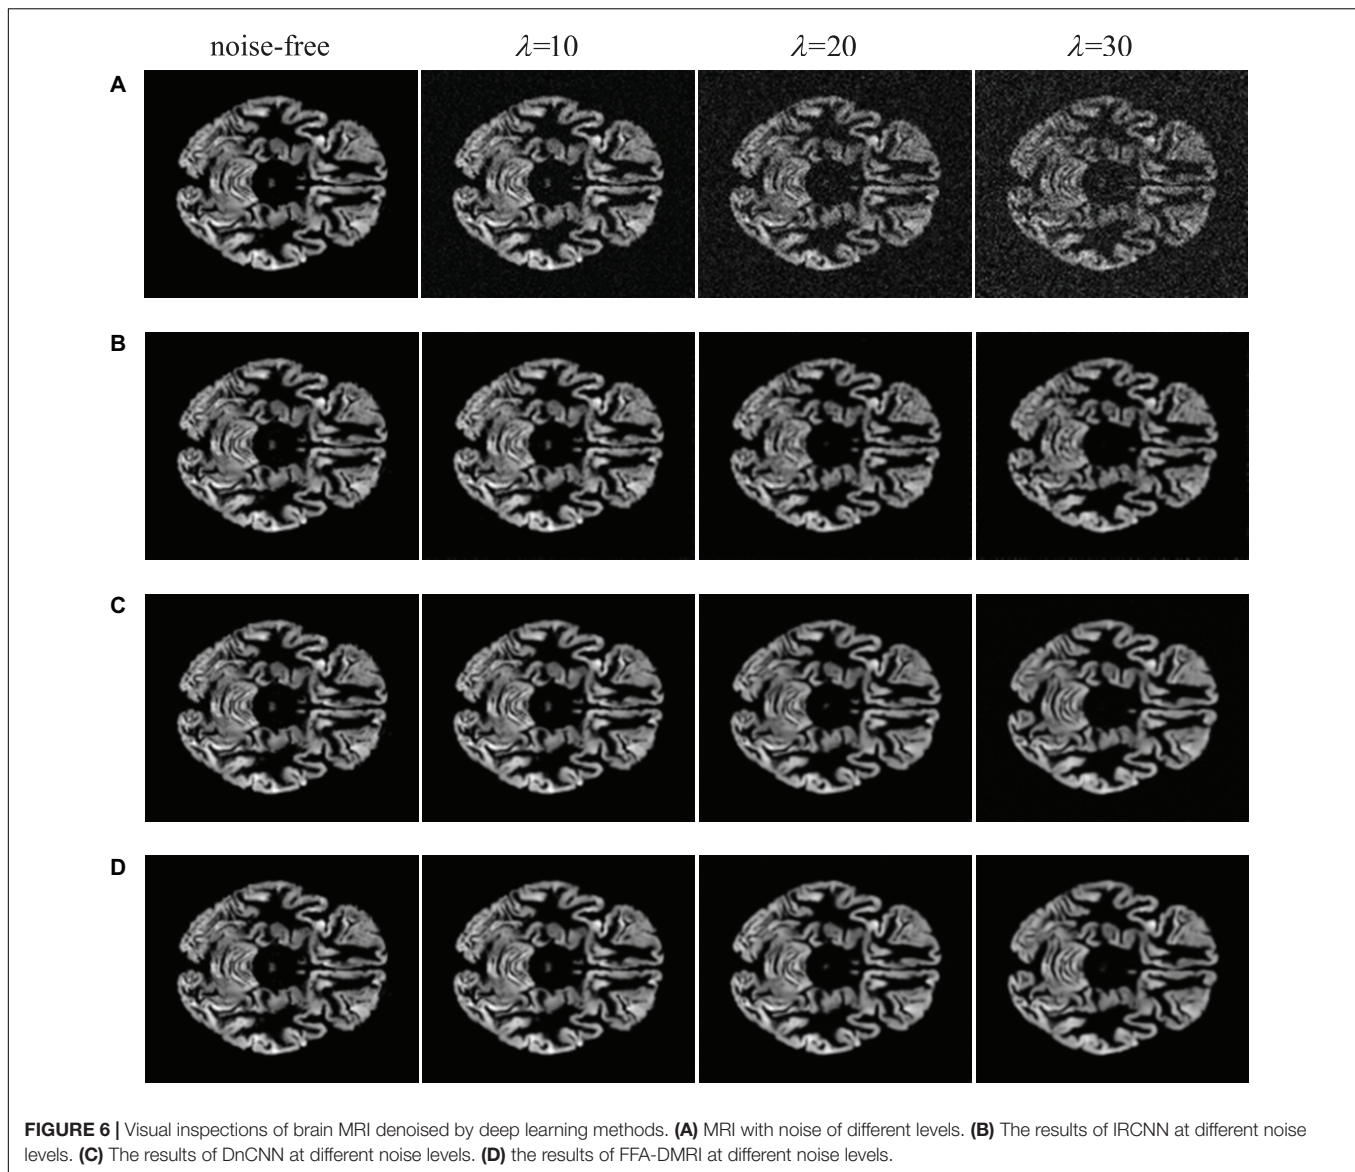 noise-free λ=10 λ=20 λ=30
A
B
C
D
FIGURE 6 | Visual inspections of brain MRI denoised by deep learning methods. (A) MRI with noise of different levels. (B) The results of IRCNN at different noise
levels. (C) The results of DnCNN at different noise levels. (D) the results of FFA-DMRI at different noise levels.